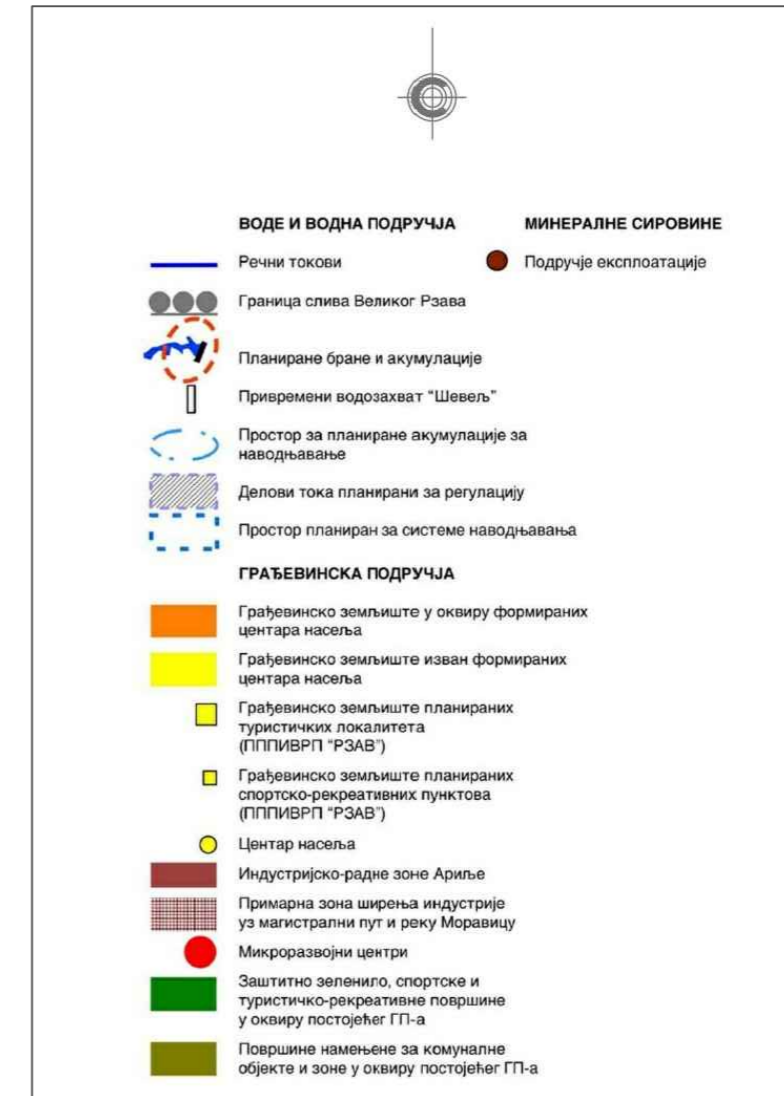 ВОДЕ И ВОДНА ПОДРУЧЈА
Речни токови
Граница слива Великог Рзава
Планиране бране и акумулације
Привремени водозахват “Шевељ”
Простор за планиране акумулације за
наводњавање
Делови тока планирани за регулацију
Простор планиран за системе наводњавања
МИНЕРАЛНЕ СИРОВИНЕ
Подручје експлоатације
ГРАЂЕВИНСКА ПОДРУЧЈА
Грађевинско земљиште у оквиру формираних
центара насеља
Грађевинско земљиште изван формираних
центара насеља
Грађевинско земљиште планираних
туристичких локалитета
(ПППИВРП “РЗАВ”)
Грађевинско земљиште планираних
спортско-рекреативних пунктова
(ПППИВРП “РЗАВ”)
Центар насеља
Индустријско-радне зоне Ариље
Примарна зона ширења индустрије
уз магистрални пут и реку Моравицу
Микроразвојни центри
Заштитно зеленило, спортске и
туристичко-рекреативне површине
у оквиру постојећег ГП-а
Површине намењене за комуналне
објекте и зоне у оквиру постојећег ГП-а